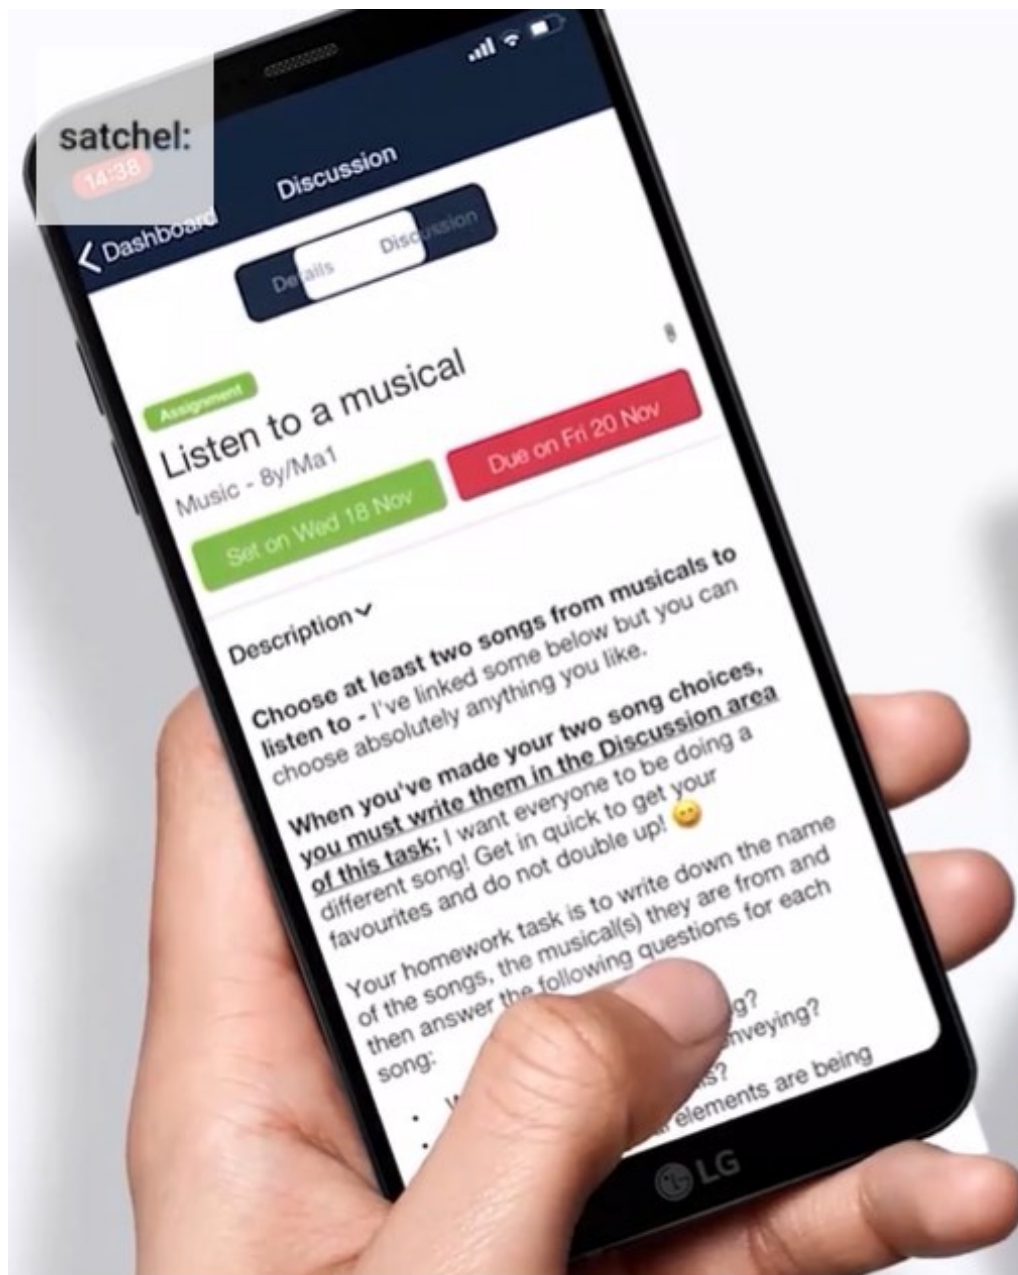 satchel:
14:38
Discussion
Dashboard
Details Discussion
Assignment
Listen to a musical
Music - 8y/Ma1
Set on Wed 18 Nov
Due on Fri 20 Nov
Description
Choose at least two songs from musicals to
listen to - I've linked some below but you can
choose absolutely anything you like.
When you've made your two song choices,
you must write them in the Discussion area
of this task; I want everyone to be doing a
different song! Get in quick to get your
favourites and do not double up! 😊
Your homework task is to write down the name
of the songs, the musical(s) they are from and
then answer the following questions for each
song:
elements are being
LG